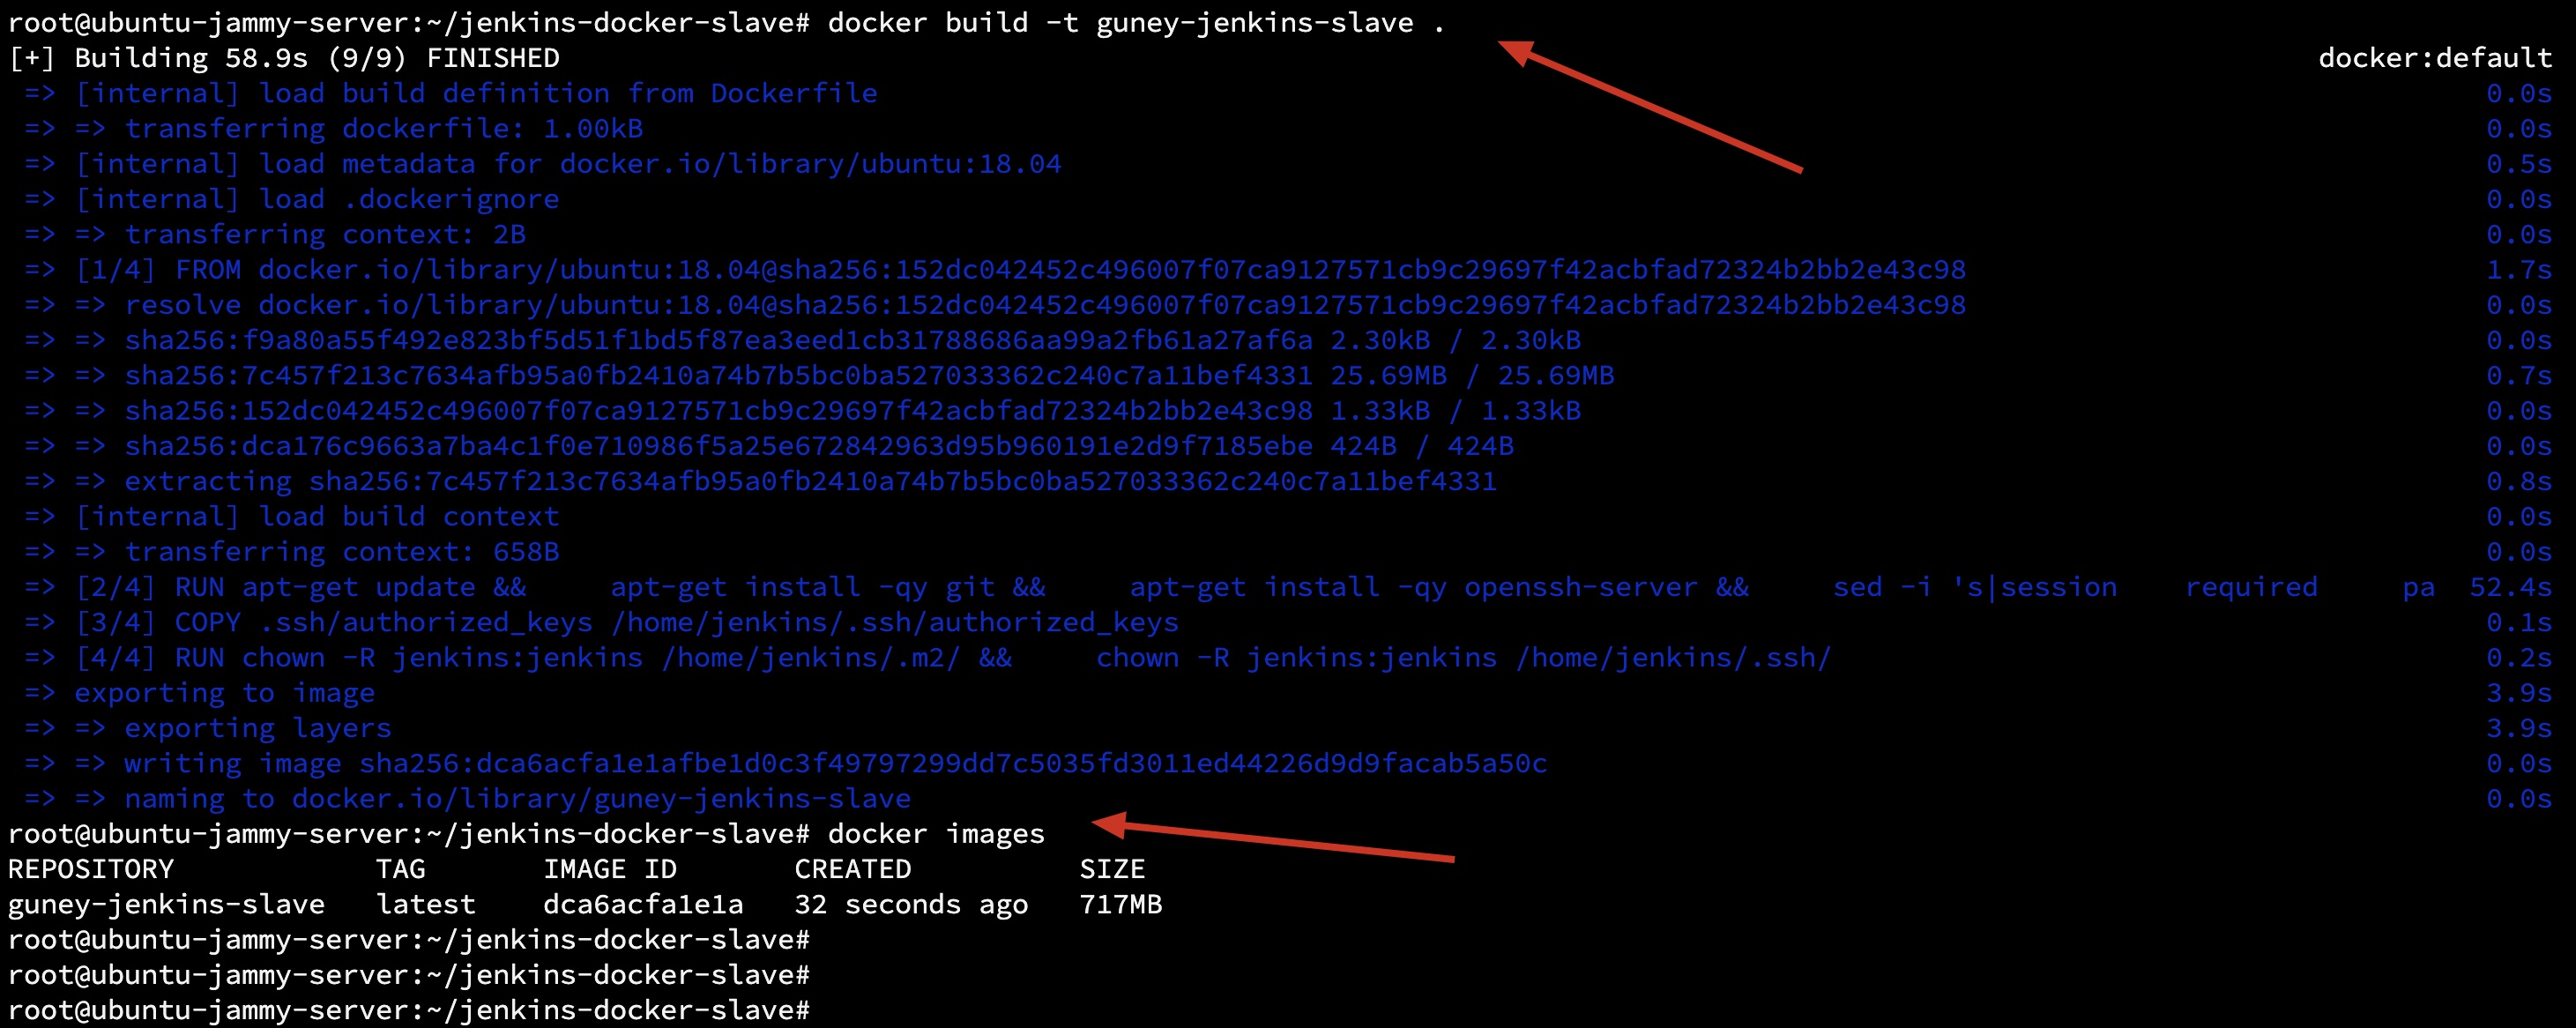 root@ubuntu-jammy-server:~/jenkins-docker-slave# docker build -t guney-jenkins-slave .
[+] Building 58.9s (9/9) FINISHED docker:default
=> [internal] load build definition from Dockerfile 0.0s
=> => transferring dockerfile: 1.00kB 0.0s
=> [internal] load metadata for docker.io/library/ubuntu:18.04 0.5s
=> [internal] load .dockerignore 0.0s
=> => transferring context: 2B 0.0s
=> [1/4] FROM docker.io/library/ubuntu:18.04@sha256:152dc042452c496007f07ca9127571cb9c29697f42acbfad72324b2bb2e43c98 1.7s
=> => resolve docker.io/library/ubuntu:18.04@sha256:152dc042452c496007f07ca9127571cb9c29697f42acbfad72324b2bb2e43c98 0.0s
=> => sha256:f9a80a55f492e823bf5d51f1bd5f87ea3eed1cb31788686aa99a2fb61a27af6a 2.30kB / 2.30kB 0.0s
=> => sha256:7c457f213c7634afb95a0fb2410a74b7b5bc0ba527033362c240c7a11bef4331 25.69MB / 25.69MB 0.7s
=> => sha256:152dc042452c496007f07ca9127571cb9c29697f42acbfad72324b2bb2e43c98 1.33kB / 1.33kB 0.0s
=> => sha256:dca176c9663a7ba4c1f0e710986f5a25e672842963d95b960191e2d9f7185ebe 424B / 424B 0.0s
=> => extracting sha256:7c457f213c7634afb95a0fb2410a74b7b5bc0ba527033362c240c7a11bef4331 0.8s
=> [internal] load build context 0.0s
=> => transferring context: 658B 0.0s
=> [2/4] RUN apt-get update &&     apt-get install -qy git &&     apt-get install -qy openssh-server &&     sed -i 's|session    required     pa  52.4s
=> [3/4] COPY .ssh/authorized_keys /home/jenkins/.ssh/authorized_keys 0.1s
=> [4/4] RUN chown -R jenkins:jenkins /home/jenkins/.m2/ &&     chown -R jenkins:jenkins /home/jenkins/.ssh/ 0.2s
=> exporting to image 3.9s
=> => exporting layers 3.9s
=> => writing image sha256:dca6acfa1e1afbe1d0c3f49797299dd7c5035fd3011ed44226d9d9facab5a50c 0.0s
=> => naming to docker.io/library/guney-jenkins-slave 0.0s
root@ubuntu-jammy-server:~/jenkins-docker-slave# docker images
REPOSITORY TAG IMAGE ID CREATED SIZE
guney-jenkins-slave latest dca6acfa1e1a 32 seconds ago 717MB
root@ubuntu-jammy-server:~/jenkins-docker-slave#
root@ubuntu-jammy-server:~/jenkins-docker-slave#
root@ubuntu-jammy-server:~/jenkins-docker-slave#